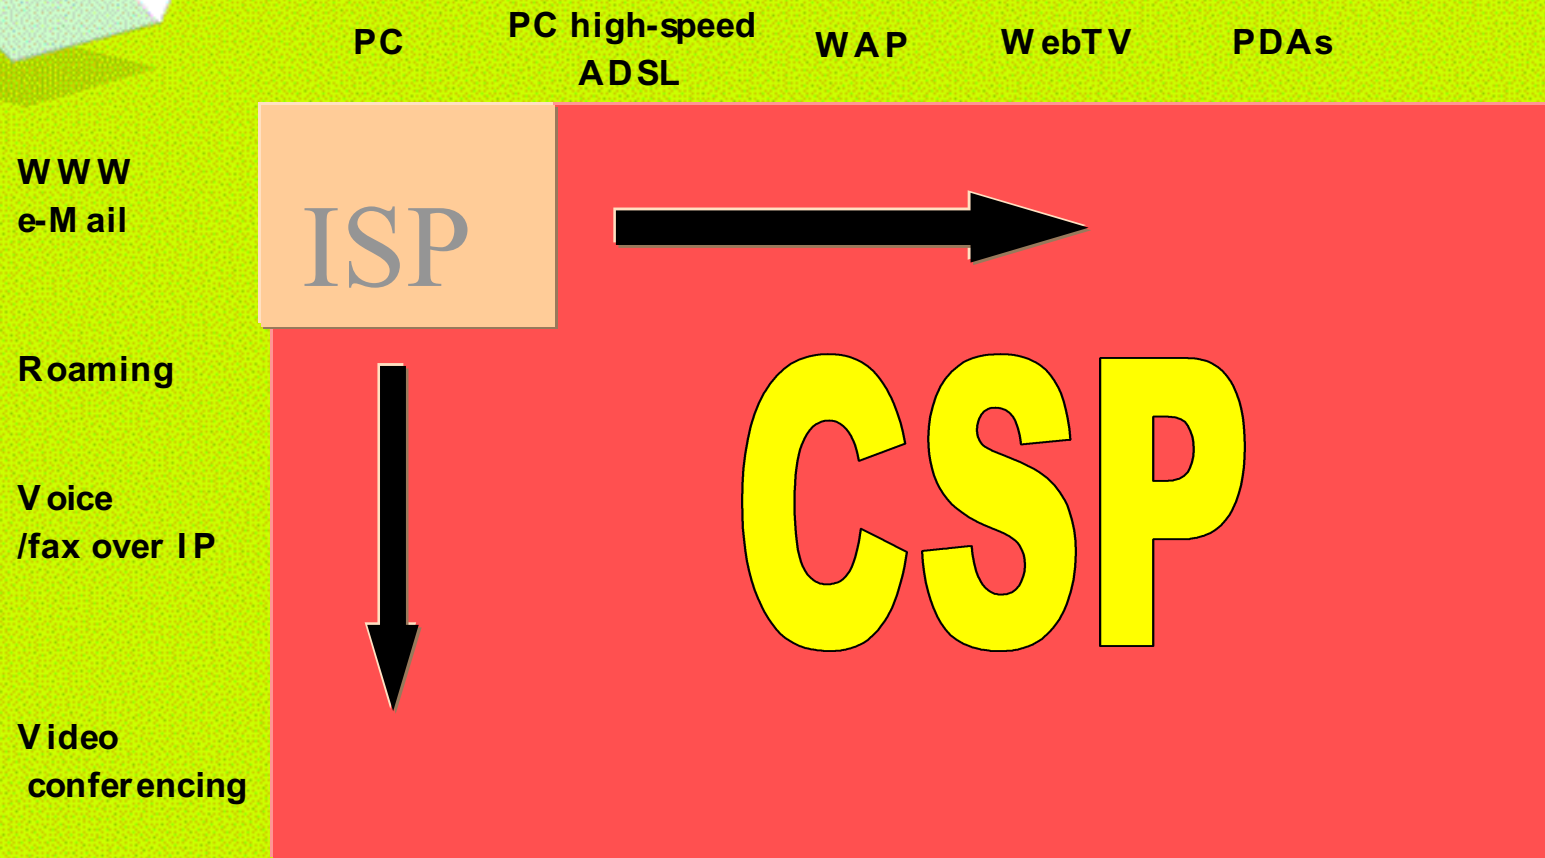 PC
PC high-speed
ADSL
WAP
WebTV
PDAs
WWW
e-Mail
ISP
Roaming
CSP
Voice
/fax over IP
Video
conferencing